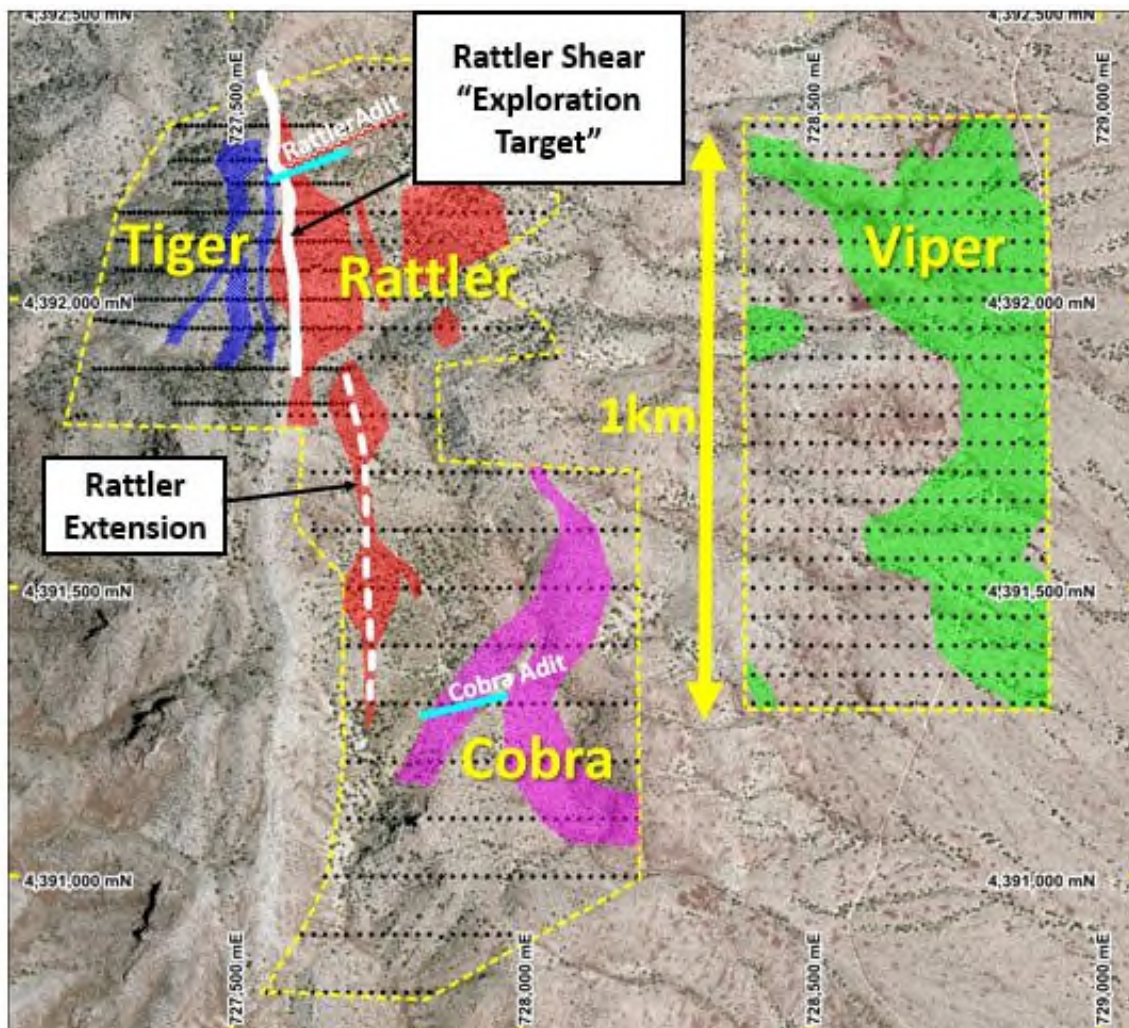 4,392,500 mN
4,392,500 mN
727,500 mE
728,500 mE
729,000 mE
Rattler Shear
“Exploration
Target”
Rattler Adit
Tiger
Rattler
Viper
4,392,000 mN
4,392,000 mN
1km
Rattler
Extension
4,391,500 mN
4,391,500 mN
Cobra Adit
Cobra
4,391,000 mN
4,391,000 mN
727,500 mE
728,000 mE
728,500 mE
729,000 mE